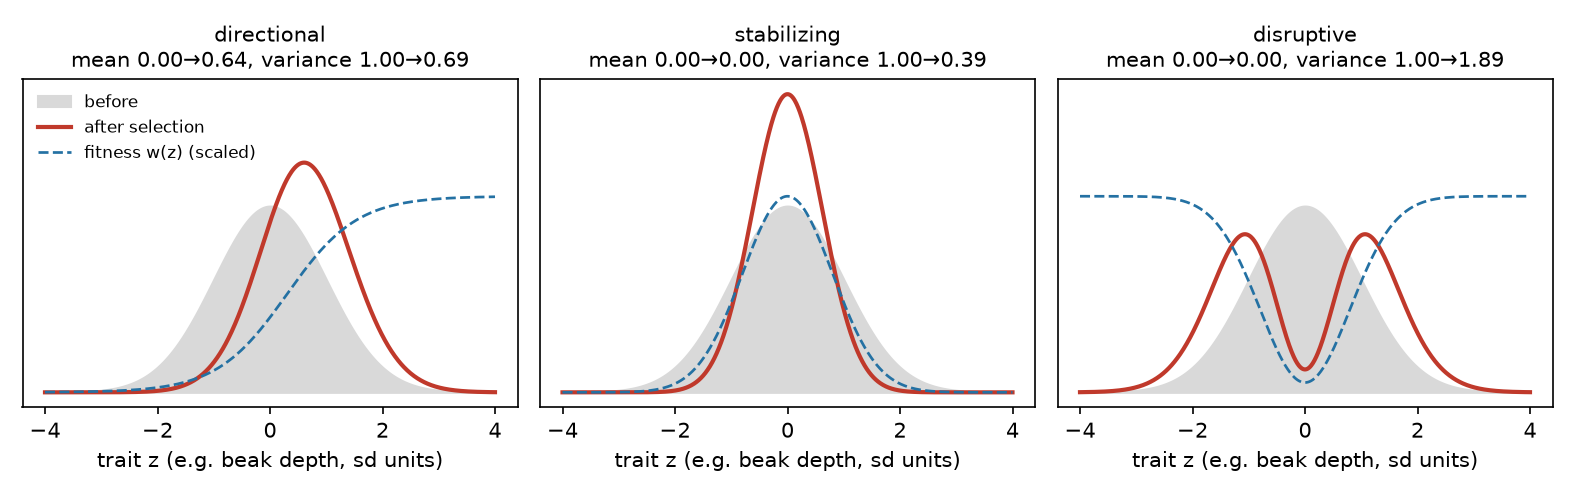 directional
mean 0.00→0.64, variance 1.00→0.69
before
after selection
fitness w(z) (scaled)
−4 −2 0 2 4
trait z (e.g. beak depth, sd units)
stabilizing
mean 0.00→0.00, variance 1.00→0.39
−4 −2 0 2 4
trait z (e.g. beak depth, sd units)
disruptive
mean 0.00→0.00, variance 1.00→1.89
−4 −2 0 2 4
trait z (e.g. beak depth, sd units)